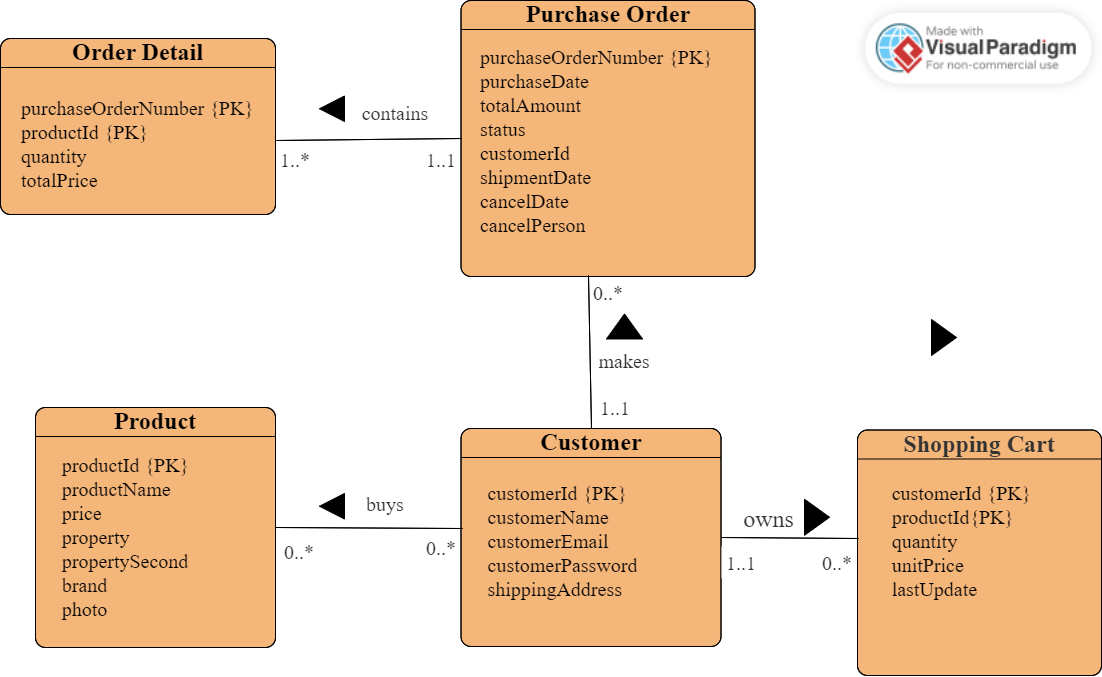 Purchase Order
purchaseOrderNumber {PK}
purchaseDate
totalAmount
status
customerId
shipmentDate
cancelDate
cancelPerson
Made with
Visual Paradigm
For non-commercial use
Order Detail
purchaseOrderNumber {PK}
productId {PK}
quantity
totalPrice
contains
1..*
1..1
0..*
makes
1..1
Product
productId {PK}
productName
price
property
propertySecond
brand
photo
buys
0..*
0..*
Customer
customerId {PK}
customerName
customerEmail
customerPassword
shippingAddress
owns
1..1
0..*
Shopping Cart
customerId {PK}
productId{PK}
quantity
unitPrice
lastUpdate